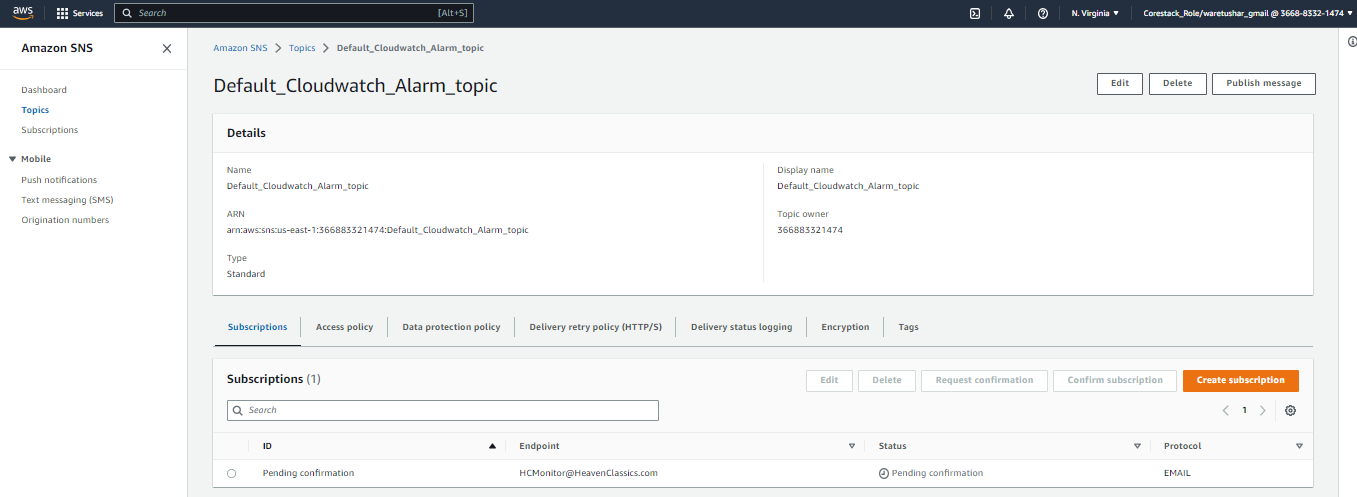 aws Services Search [Alt+S] N. Virginia ▼ Corestack_Role/waretushar_gmail @ 3668-8332-1474 ▼
Amazon SNS
Amazon SNS > Topics > Default_Cloudwatch_Alarm_topic
Default_Cloudwatch_Alarm_topic
Edit Delete Publish message
Dashboard
Topics
Subscriptions
Mobile
Push notifications
Text messaging (SMS)
Origination numbers
Details
Name
Default_Cloudwatch_Alarm_topic
Display name
Default_Cloudwatch_Alarm_topic
ARN
arn:aws:sns:us-east-1:366883321474:Default_Cloudwatch_Alarm_topic
Topic owner
366883321474
Type
Standard
Subscriptions Access policy Data protection policy Delivery retry policy (HTTP/S) Delivery status logging Encryption Tags
Subscriptions (1)
Edit Delete Request confirmation Confirm subscription Create subscription
Search
1
ID Endpoint Status Protocol
Pending confirmation HCMonitor@HeavenClassics.com Pending confirmation EMAIL